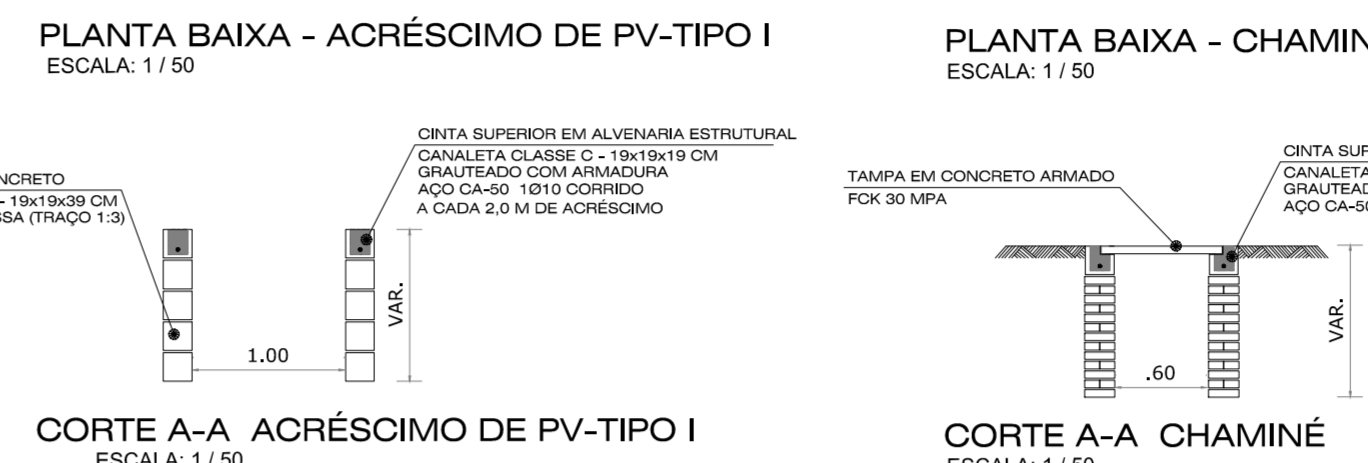 PLANTA BAIXA - ACRÉSCIMO DE PV-TIPO I
ESCALA: 1 / 50
CINTA SUPERIOR EM ALVENARIA ESTRUTURAL
CANALETA CLASSE C - 19x19x19 CM
GRAUTEADO COM ARMADURA
AÇO CA-50 1Ø10 CORRIDO
A CADA 2,0 M DE ACRÉSCIMO
NCRETO
- 19x19x39 CM
SSA (TRAÇO 1:3)
VAR.
1.00
CORTE A-A ACRÉSCIMO DE PV-TIPO I
ESCALA: 1 / 50
PLANTA BAIXA - CHAMIN
ESCALA: 1 / 50
TAMPA EM CONCRETO ARMADO
FCK 30 MPA
CINTA SUP
CANALETA
GRAUTEAD
AÇO CA-50
VAR.
.60
CORTE A-A CHAMINÉ
ESCALA: 1 / 50